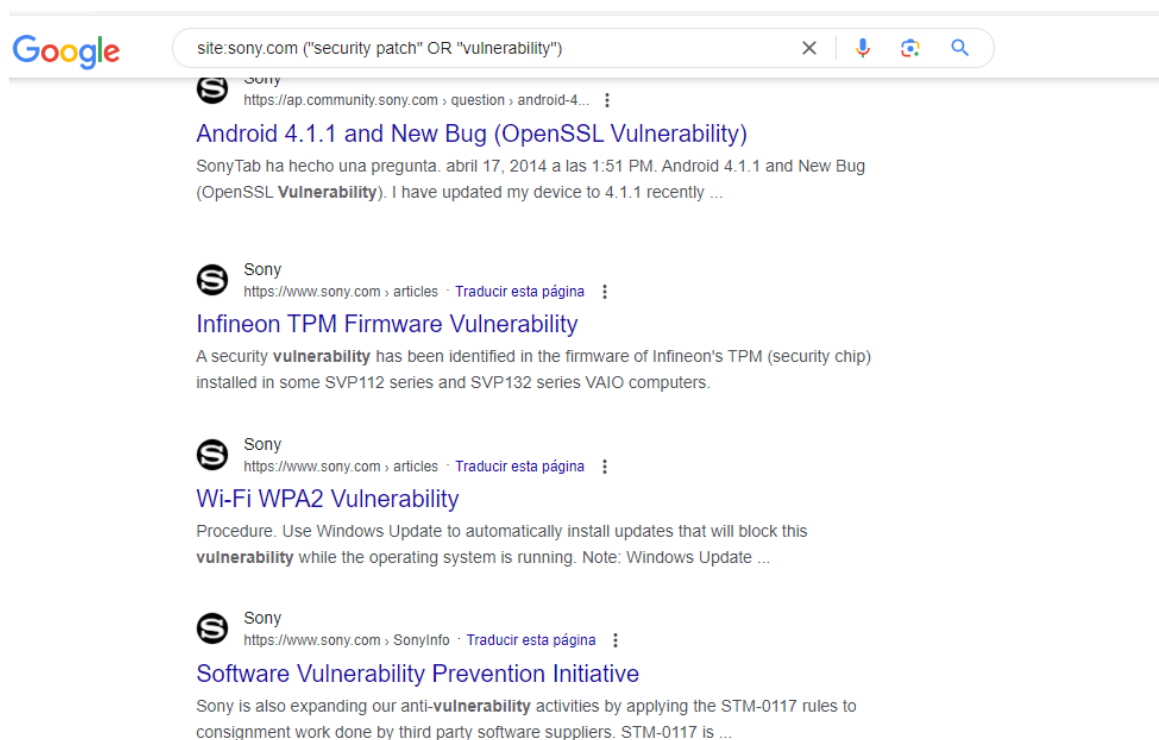 Google
site:sony.com ("security patch" OR "vulnerability")
Sony
https://ap.community.sony.com › question › android-4...
Android 4.1.1 and New Bug (OpenSSL Vulnerability)
SonyTab ha hecho una pregunta. abril 17, 2014 a las 1:51 PM. Android 4.1.1 and New Bug
(OpenSSL Vulnerability). I have updated my device to 4.1.1 recently ...
Sony
https://www.sony.com › articles · Traducir esta página
Infineon TPM Firmware Vulnerability
A security vulnerability has been identified in the firmware of Infineon's TPM (security chip)
installed in some SVP112 series and SVP132 series VAIO computers.
Sony
https://www.sony.com › articles · Traducir esta página
Wi-Fi WPA2 Vulnerability
Procedure. Use Windows Update to automatically install updates that will block this
vulnerability while the operating system is running. Note: Windows Update ...
Sony
https://www.sony.com › SonyInfo · Traducir esta página
Software Vulnerability Prevention Initiative
Sony is also expanding our anti-vulnerability activities by applying the STM-0117 rules to
consignment work done by third party software suppliers. STM-0117 is ...